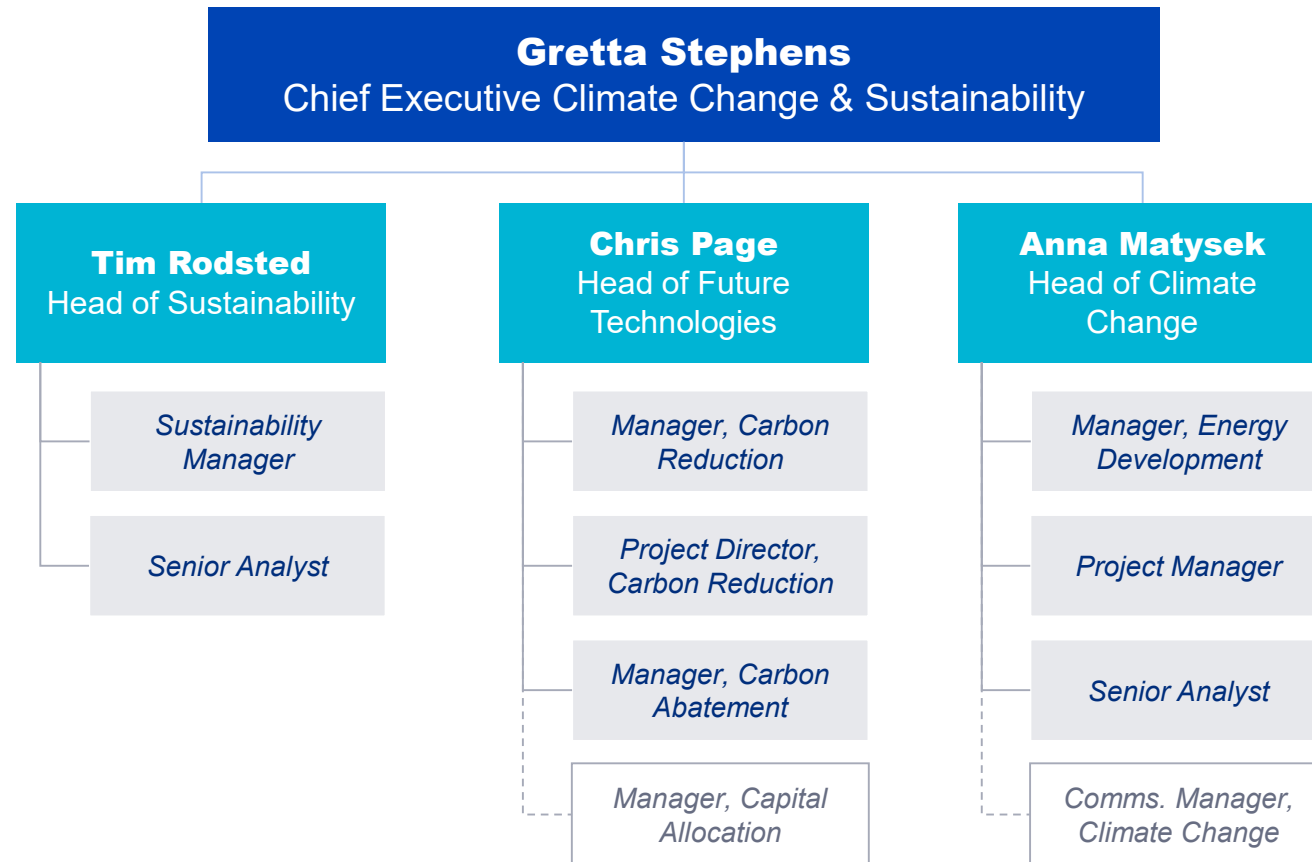 Gretta Stephens
Chief Executive Climate Change & Sustainability
Tim Rodsted
Head of Sustainability
Sustainability
Manager
Senior Analyst
Chris Page
Head of Future
Technologies
Manager, Carbon
Reduction
Project Director,
Carbon Reduction
Manager, Carbon
Abatement
Manager, Capital
Allocation
Anna Matysek
Head of Climate
Change
Manager, Energy
Development
Project Manager
Senior Analyst
Comms. Manager,
Climate Change